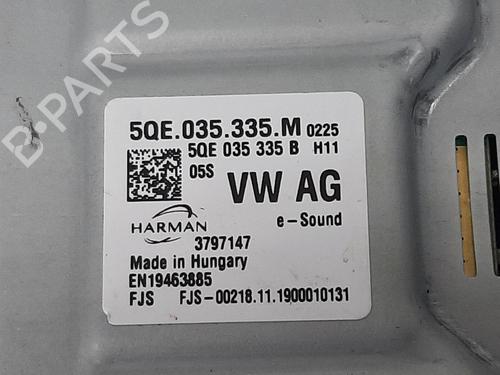 B-PARTS
5QE.035.335.M 0225
5QE 035 335 B H11
05S VW AG
e-Sound
HARMAN
3797147
Made in Hungary
EN19463885
FJS FJS-00218.11.1900010131